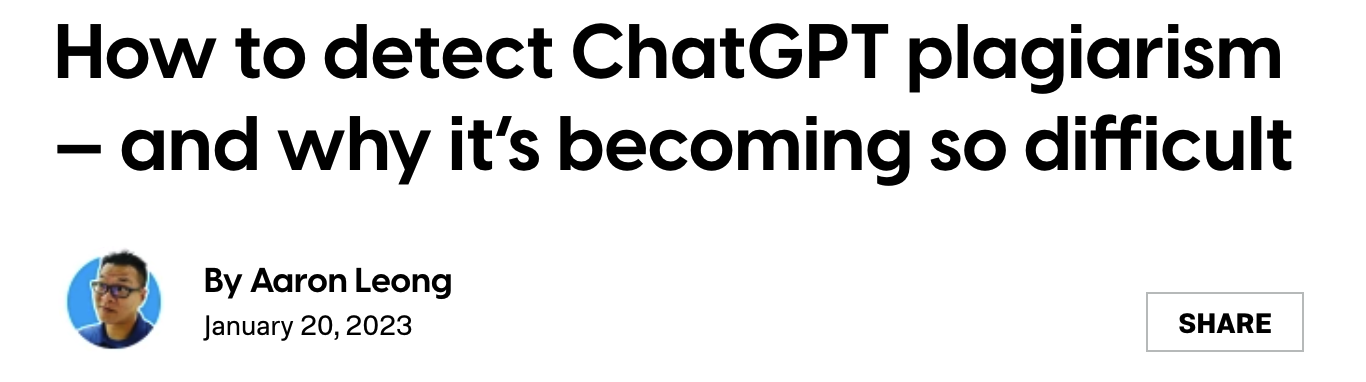 How to detect ChatGPT plagiarism
– and why it‘s becoming so difficult
By Aaron Leong
January 20, 2023
SHARE